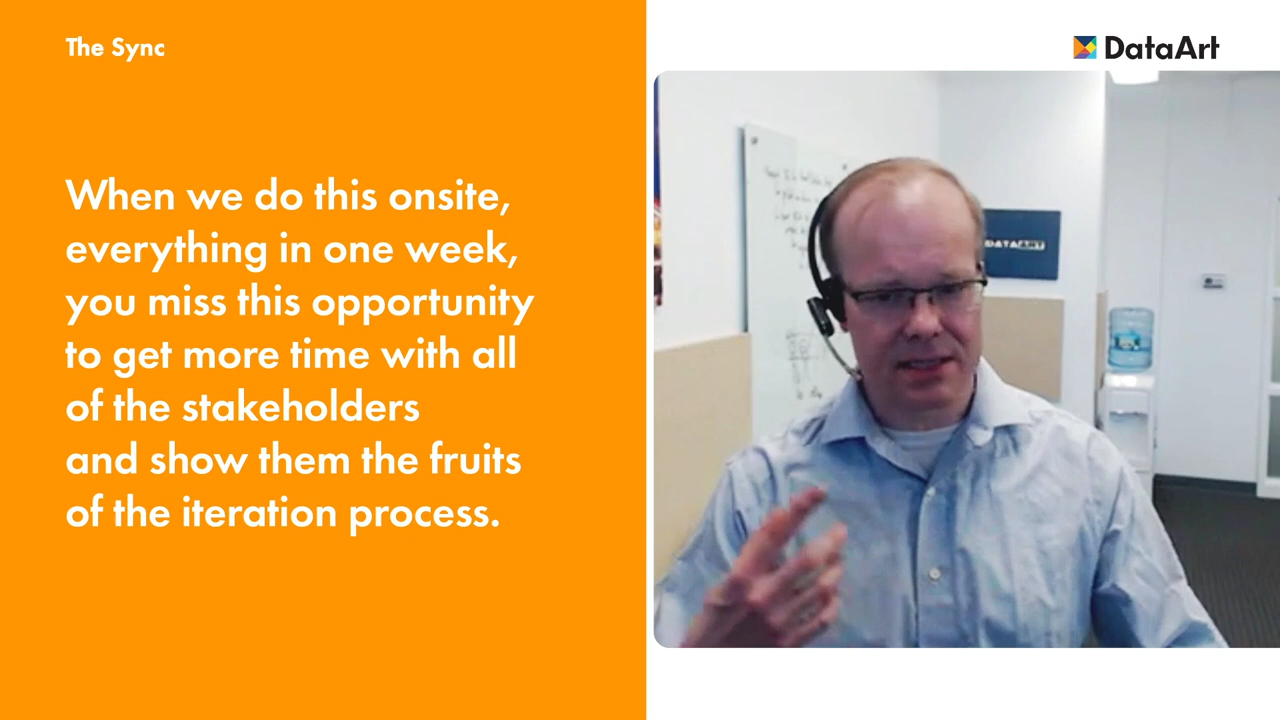 The Sync
DataArt
When we do this onsite,
everything in one week,
you miss this opportunity
to get more time with all
of the stakeholders
and show them the fruits
of the iteration process.
DATAART